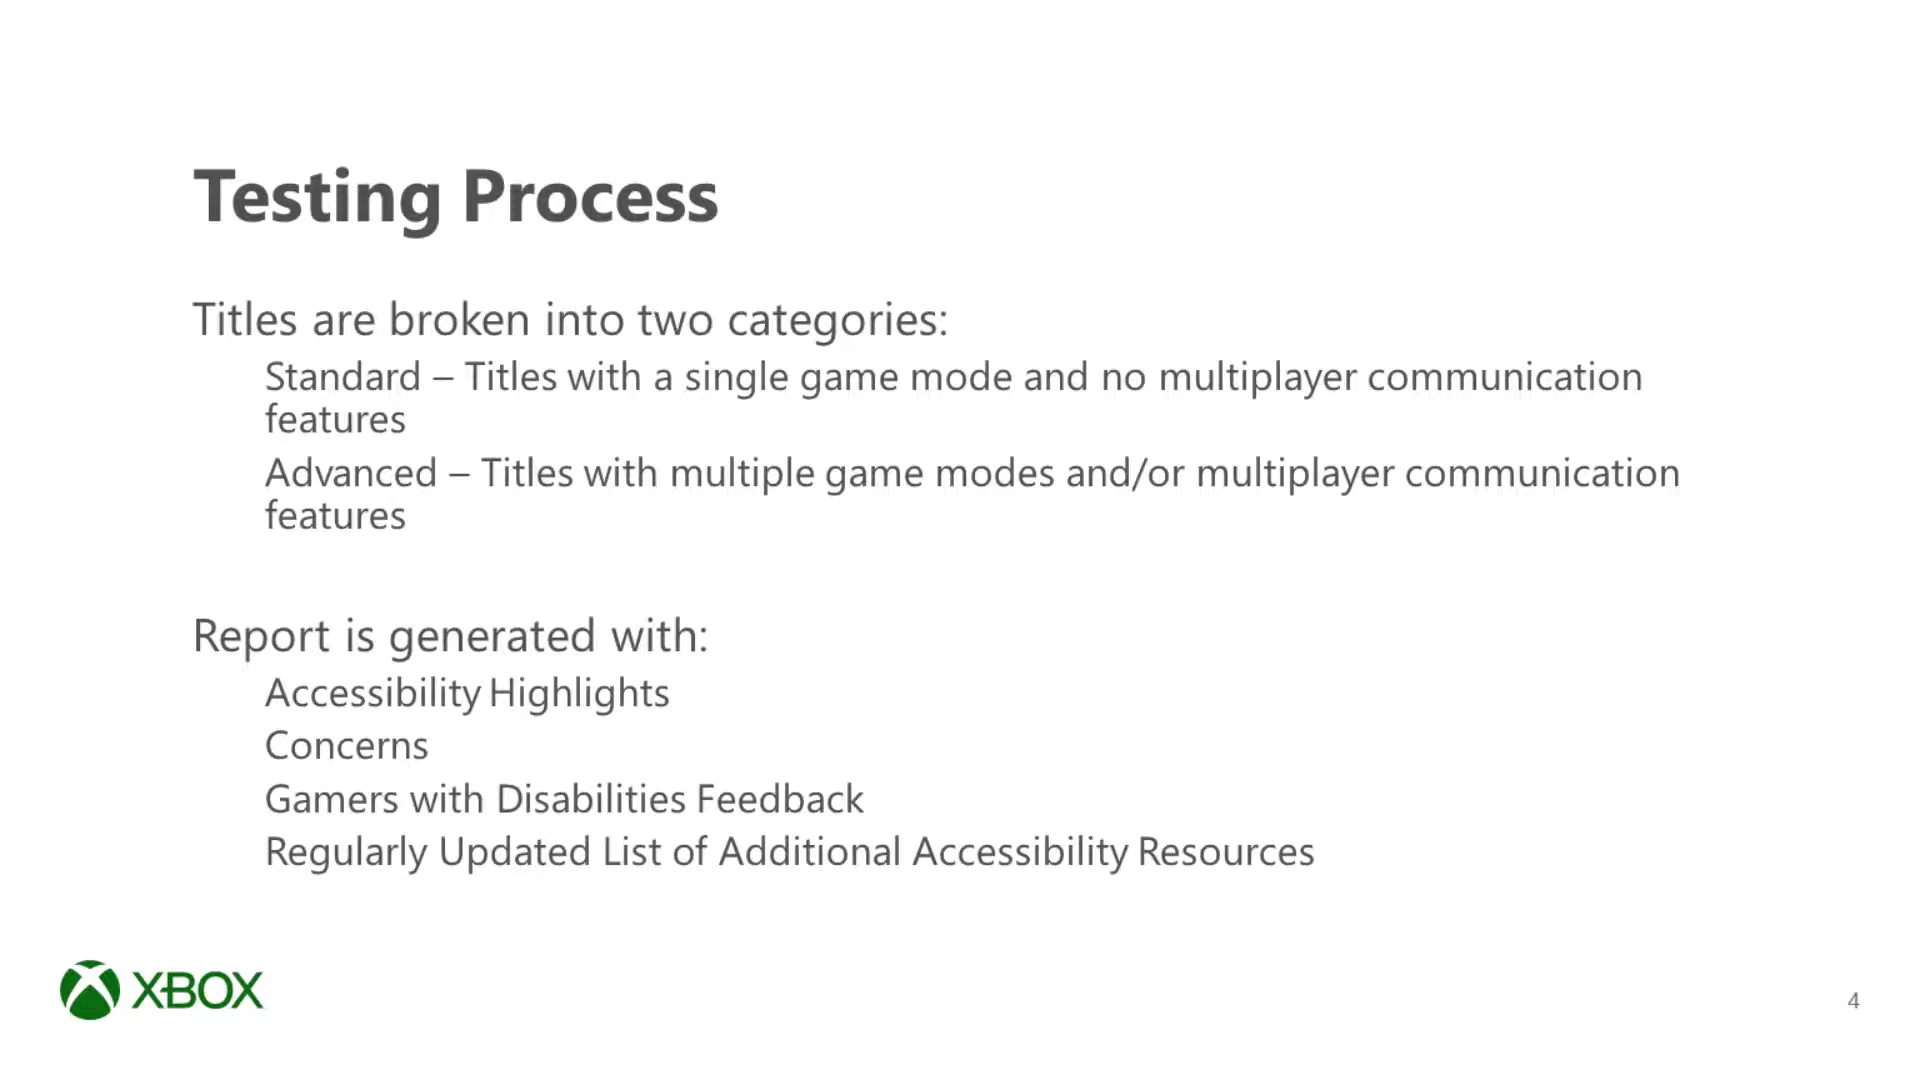 Testing Process
Titles are broken into two categories:
Standard – Titles with a single game mode and no multiplayer communication
features
Advanced – Titles with multiple game modes and/or multiplayer communication
features
Report is generated with:
Accessibility Highlights
Concerns
Gamers with Disabilities Feedback
Regularly Updated List of Additional Accessibility Resources
XBOX
4